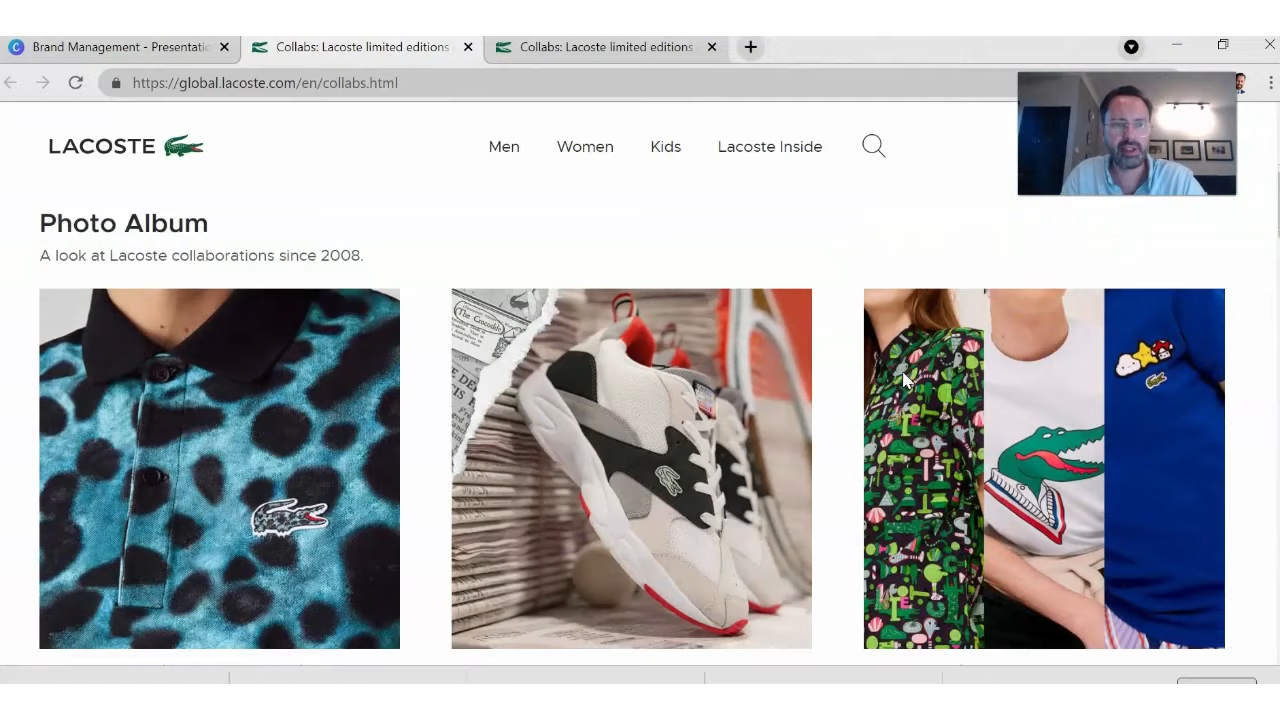 Brand Management - Presentatio
Collabs: Lacoste limited editions
Collabs: Lacoste limited editions
https://global.lacoste.com/en/collabs.html
LACOSTE
Men
Women
Kids
Lacoste Inside
Photo Album
A look at Lacoste collaborations since 2008.
The Crocodile